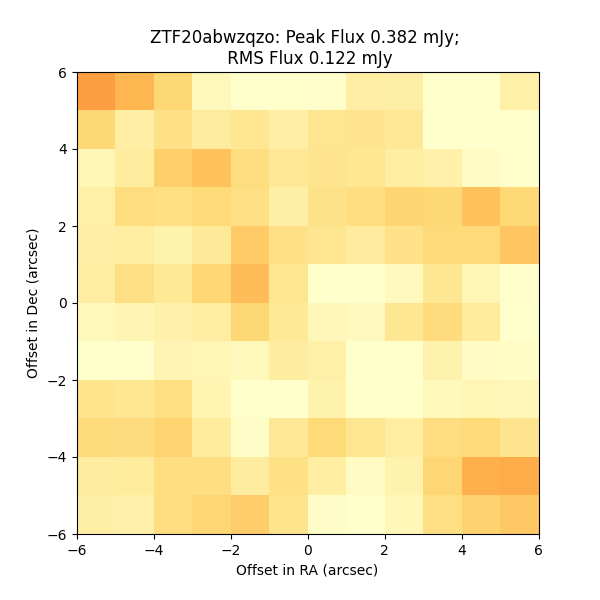 ZTF20abwzqzo: Peak Flux 0.382 mJy;
RMS Flux 0.122 mJy
6
4
2
0
−2
−4
−6
Offset in Dec (arcsec)
−6 −4 −2 0 2 4 6
Offset in RA (arcsec)